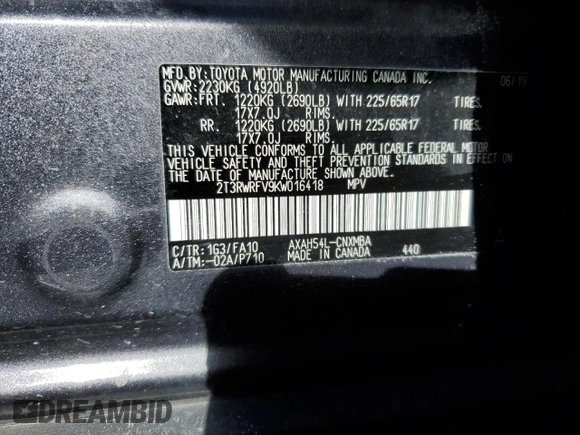 MFD.BY:TOYOTA MOTOR MANUFACTURING CANADA INC. 06/19
GVWR:2230KG (4920LB)
GAWR:FRT. 1220KG (2690LB) WITH 225/65R17 TIRES.
17X7.0J RIMS.
RR. 1220KG (2690LB) WITH 225/65R17 TIRES.
17X7.0J RIMS.
THIS VEHICLE CONFORMS TO ALL APPLICABLE FEDERAL MOTOR
VEHICLE SAFETY AND THEFT PREVENTION STANDARDS IN EFFECT ON
THE DATE OF MANUFACTURE SHOWN ABOVE.
2T3RWRFV9KW016418 MPV
C/TR:1G3/FA10 AXAH54L-CNXMBA
A/TM:-02A/P710 MADE IN CANADA 440
DREAMBID